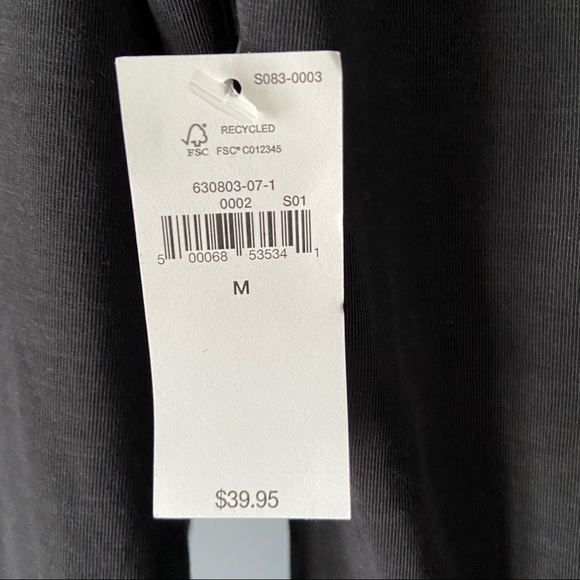 S083-0003
RECYCLED
FSC FSC® C012345
630803-07-1
0002 S01
5 00068 53534 1
M
$39.95